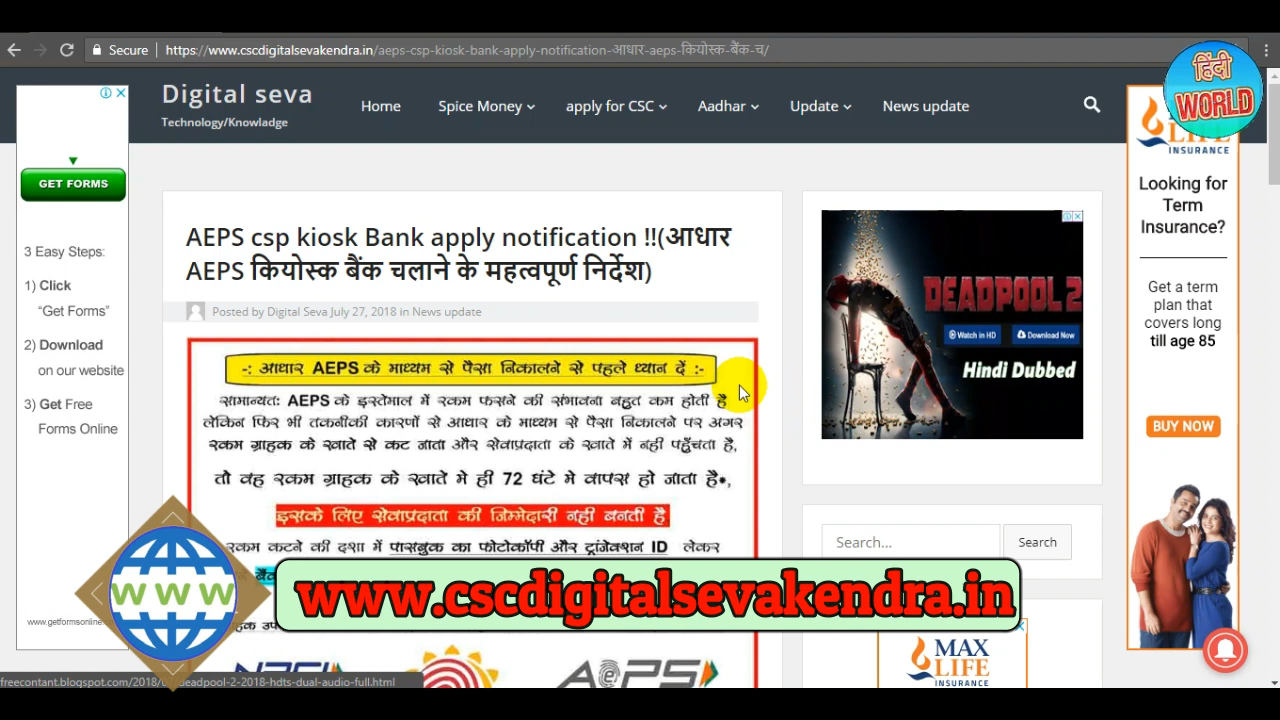 Secure
https://www.cscdigitalsevakendra.in/aeps-csp-kiosk-bank-apply-notification-आधार-aeps-कियोस्क-बैंक-च/
हिंदी
WORLD
Digital seva
Technology/Knowladge
Home
Spice Money
apply for CSC
Aadhar
Update
News update
GET FORMS
3 Easy Steps:
1) Click
“Get Forms”
2) Download
on our website
3) Get Free
Forms Online
AEPS csp kiosk Bank apply notification !!(आधार
AEPS कियोस्क बैंक चलाने के महत्वपूर्ण निर्देश)
Posted by Digital Seva July 27, 2018 in News update
-: आधार AEPS के माध्यम से पैसा निकालने से पहले ध्यान दें :-
सामान्यतः AEPS के इस्तेमाल में रकम फसने की संभावना बहुत कम होती है
लेकिन फिर भी तकनीकी कारणों से आधार के माध्यम से पैसा निकालने पर अगर
रकम ग्राहक के खाते से कट जाता और सेवाप्रदाता के खाते में नहीं पहुँचता है,
तो वह रकम ग्राहक के खाते मे ही 72 घंटे मे वापस हो जाता है*,
इसके लिए सेवाप्रदाता की जिम्मेदारी नहीं बनती है
रकम कटने की दशा में पासबुक का फोटोकॉपी और ट्रांजेक्शन ID लेकर
AePS
DEADPOOL 2
Watch in HD
Download Now
Hindi Dubbed
Search...
Search
MAX
LIFE
INSURANCE
LIFE
INSURANCE
Looking for
Term
Insurance?
Get a term
plan that
covers long
till age 85
BUY NOW
WWW
www.cscdigitalsevakendra.in